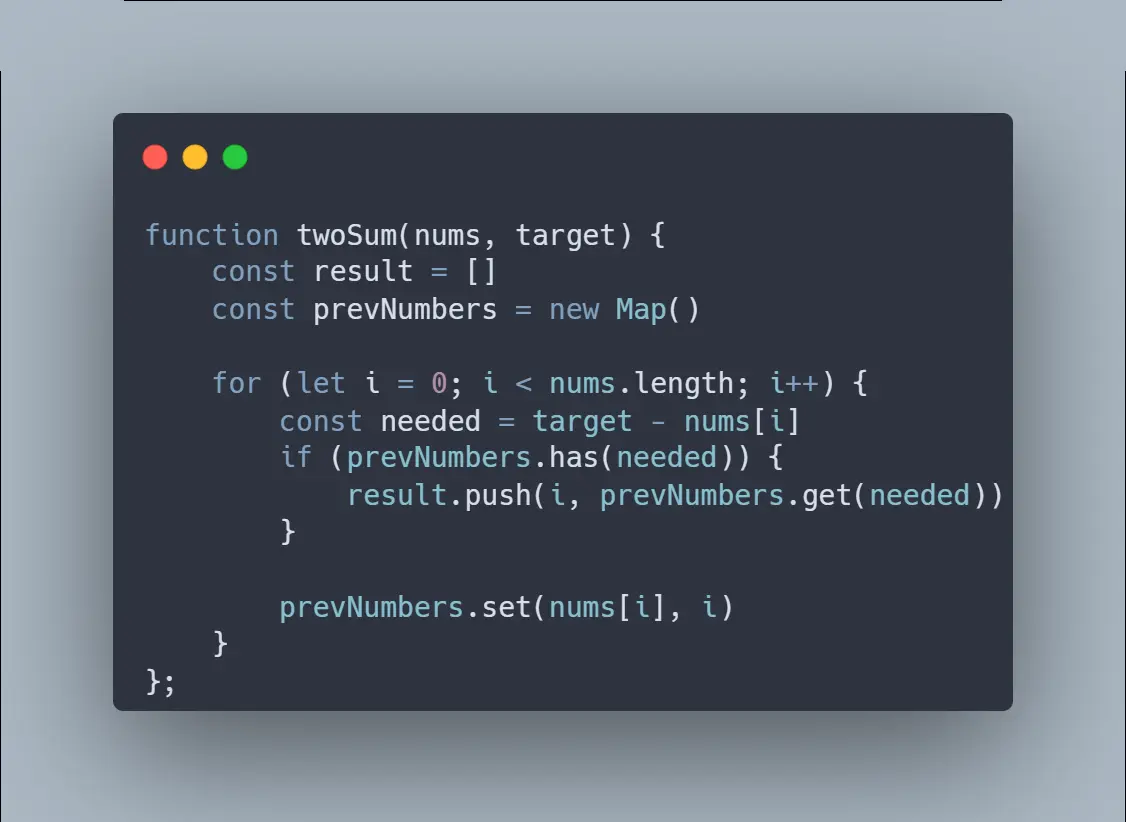 function twoSum(nums, target) {
    const result = []
    const prevNumbers = new Map()

    for (let i = 0; i < nums.length; i++) {
        const needed = target - nums[i]
        if (prevNumbers.has(needed)) {
            result.push(i, prevNumbers.get(needed))
        }

        prevNumbers.set(nums[i], i)
    }
};